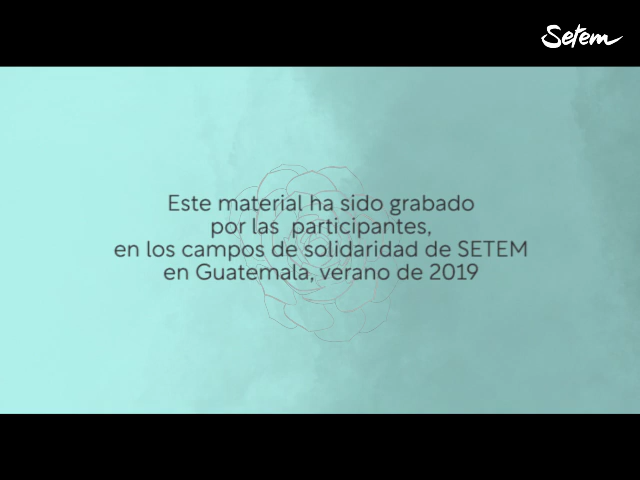 Setem
Este material ha sido grabado
por las participantes,
en los campos de solidaridad de SETEM
en Guatemala, verano de 2019